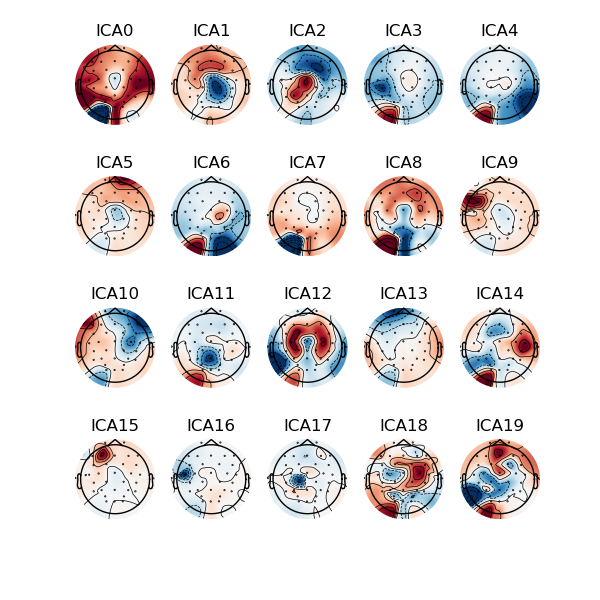 ICA0 ICA1 ICA2 ICA3 ICA4
ICA5 ICA6 ICA7 ICA8 ICA9
ICA10 ICA11 ICA12 ICA13 ICA14
ICA15 ICA16 ICA17 ICA18 ICA19